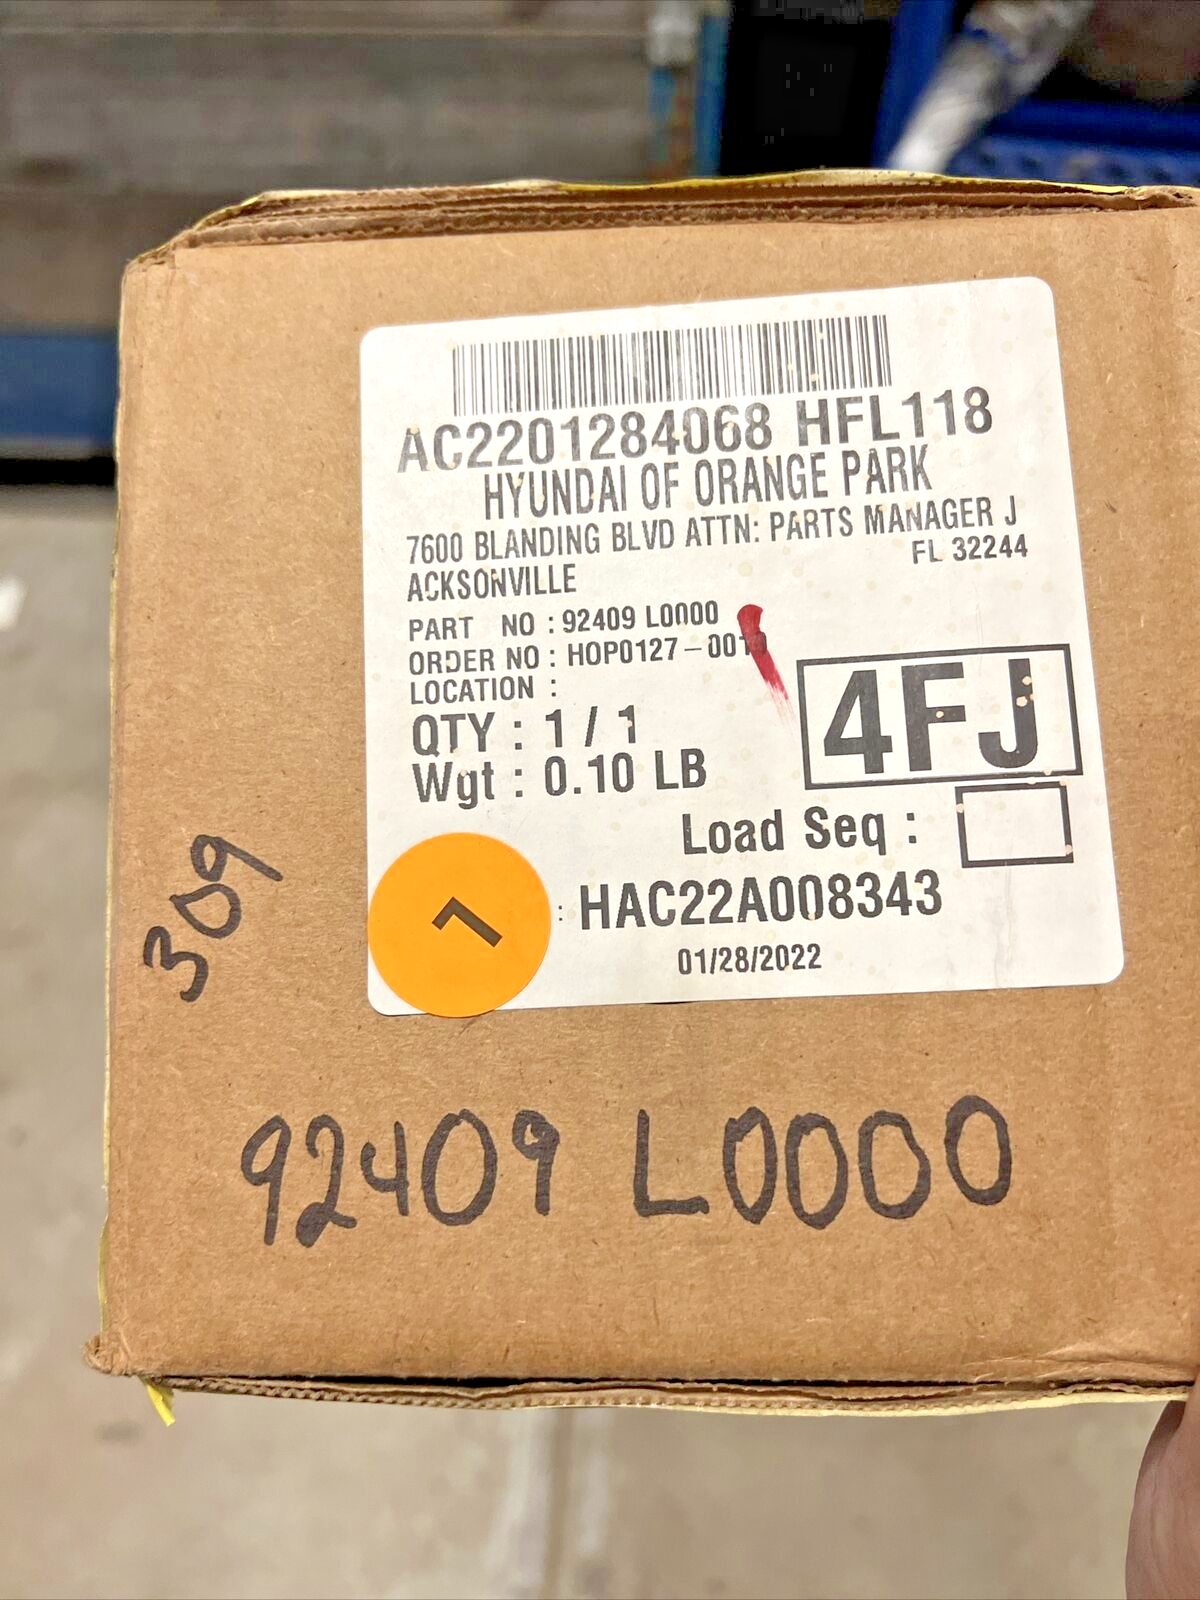 AC2201284068 HFL118
HYUNDAI OF ORANGE PARK
7600 BLANDING BLVD ATTN: PARTS MANAGER J
ACKSONVILLE FL 32244
PART NO : 92409 L0000
ORDER NO : HOP0127-0010
LOCATION :
QTY : 1 / 1
4FJ
Wgt : 0.10 LB
Load Seq :
7
: HAC22A008343
01/28/2022
309
92409 L0000